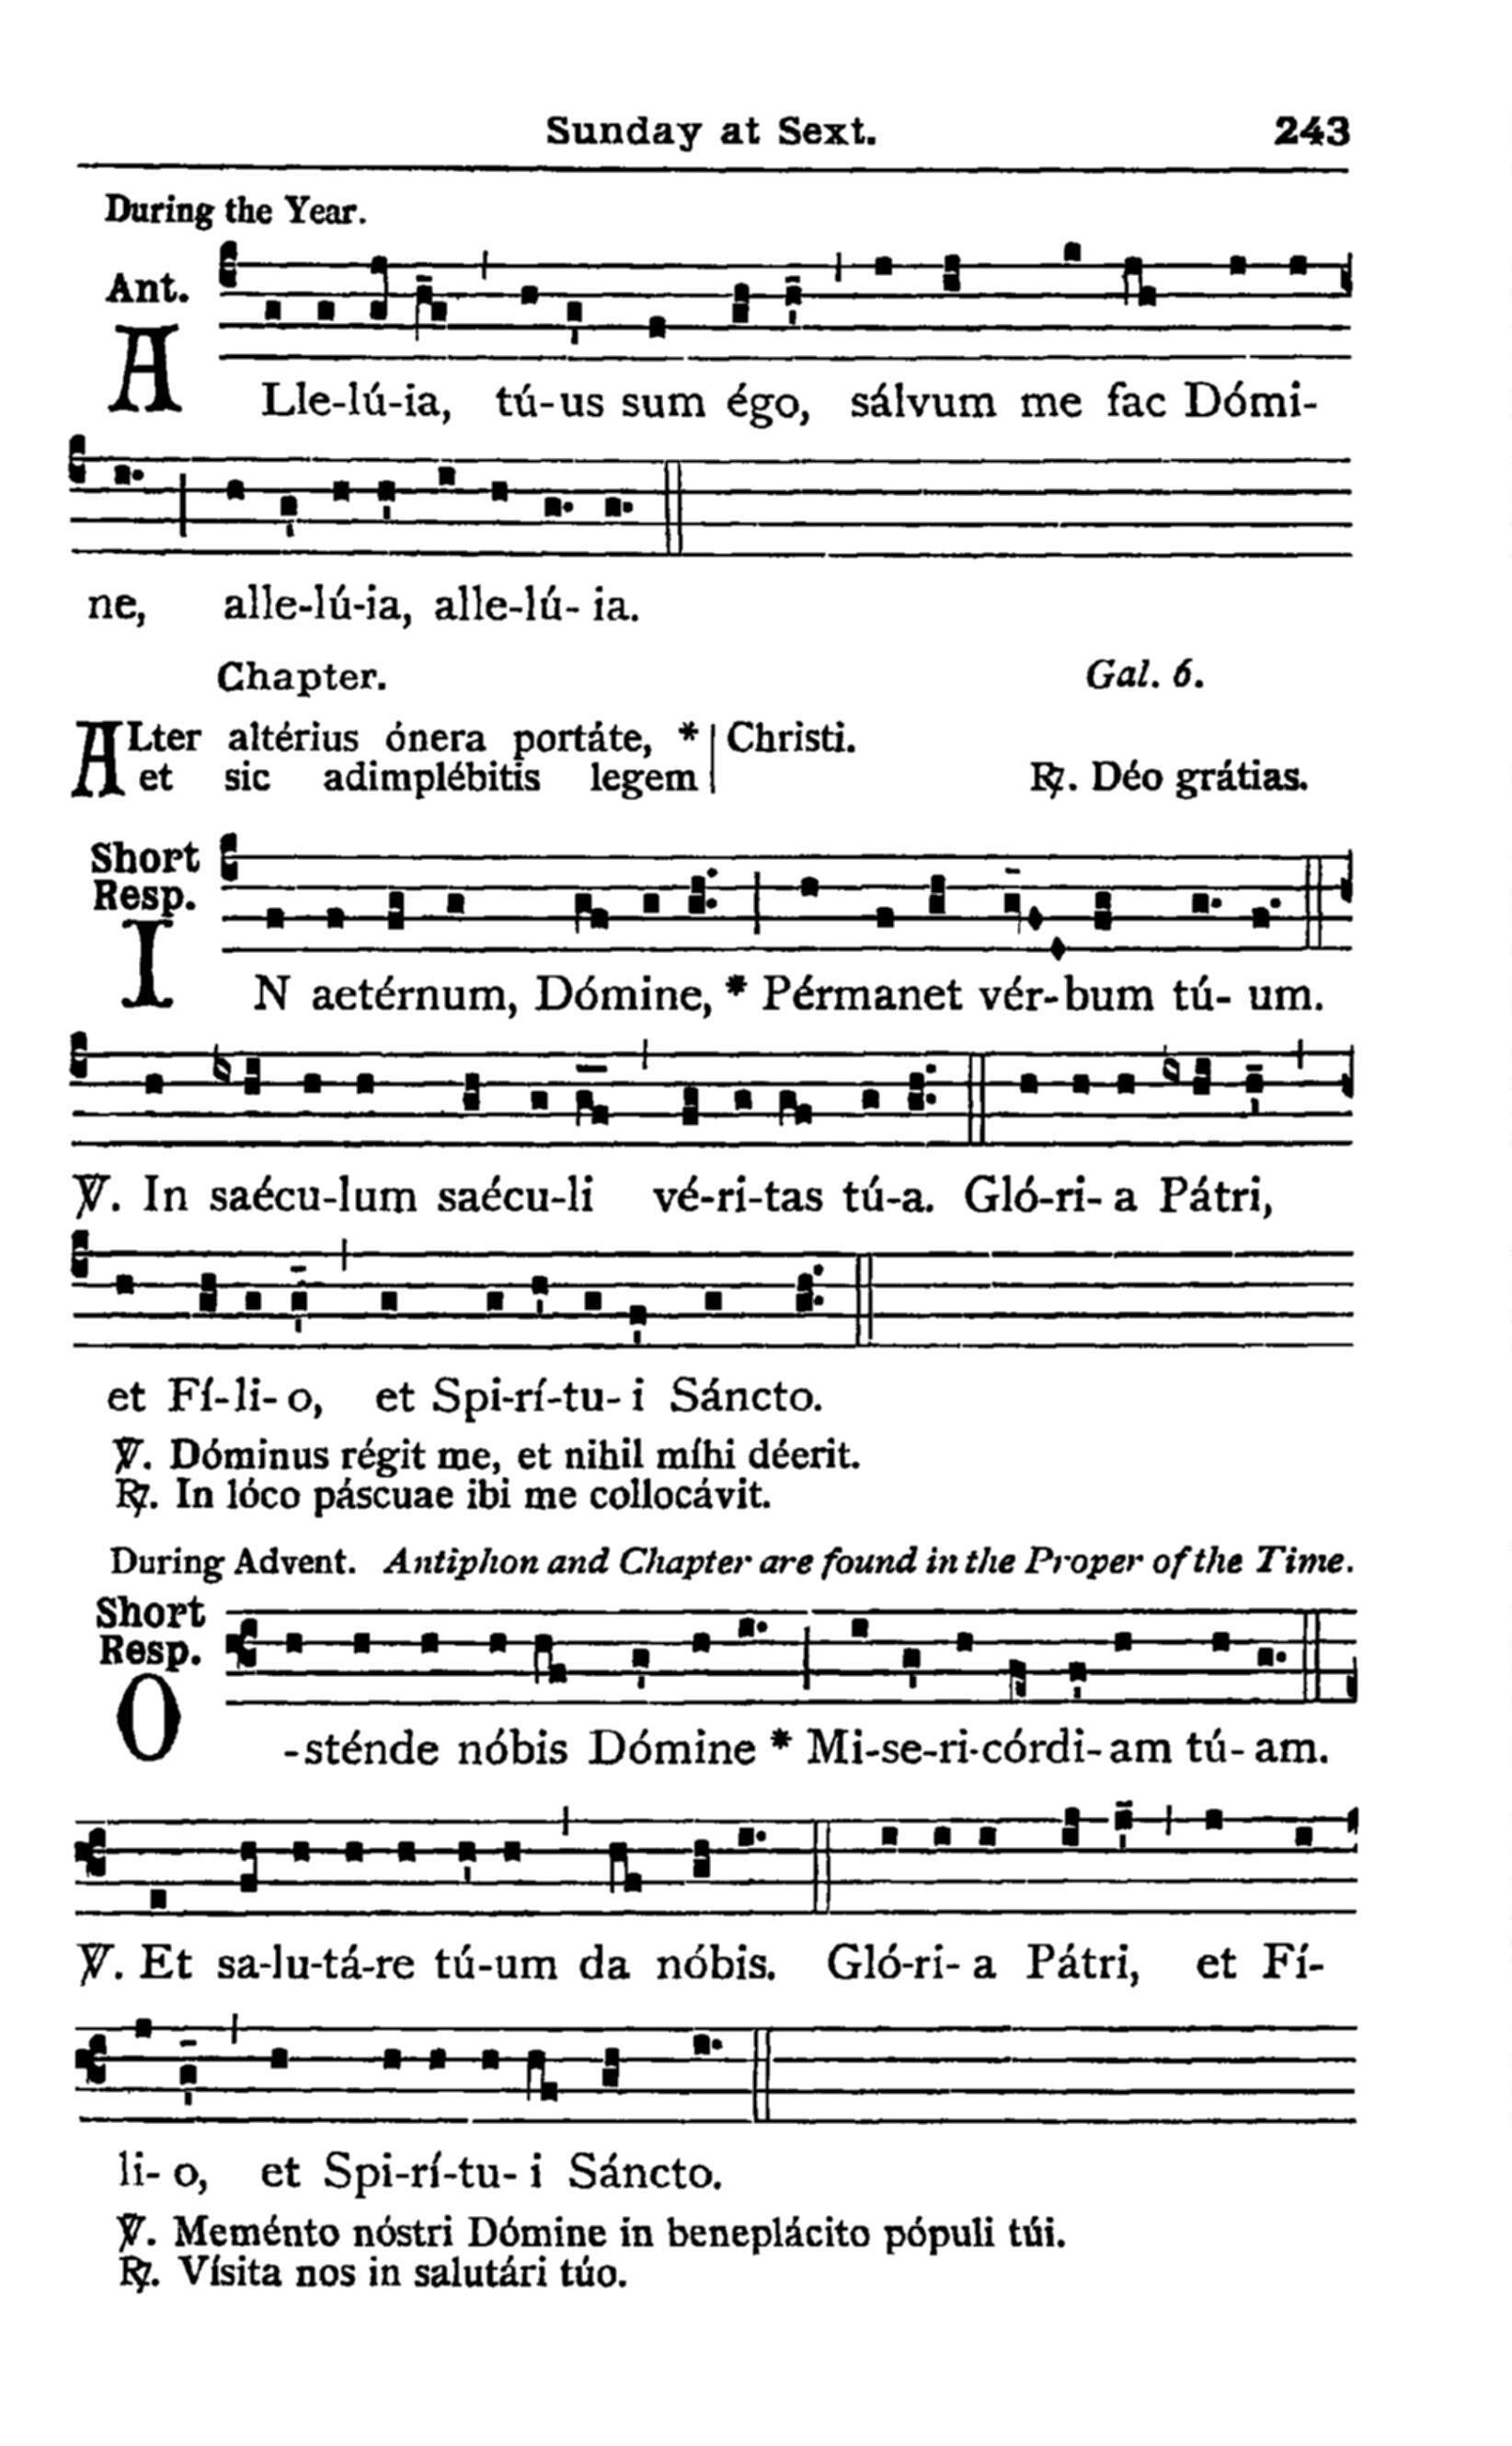 Sunday at Sext. 243
During the Year.
Ant.
A Lle-lú-ia, tú-us sum égo, sálvum me fac Dómi-
ne, alle-lú-ia, alle-lú- ia.
Chapter. Gal. 6.
ALter altérius ónera portáte, * | Christi.
et sic adimplébitis legem | ℟. Déo grátias.
Short
Resp.
I N aetérnum, Dómine, * Pérmanet vér-bum tú- um.
℣. In saécu-lum saécu-li vé-ri-tas tú-a. Gló-ri- a Pátri,
et Fí-li- o, et Spi-rí-tu- i Sáncto.
℣. Dóminus régit me, et nihil míhi déerit.
℟. In lóco páscuae ibi me collocávit.
During Advent. Antiphon and Chapter are found in the Proper of the Time.
Short
Resp.
O -sténde nóbis Dómine * Mi-se-ri-córdi- am tú- am.
℣. Et sa-lu-tá-re tú-um da nóbis. Gló-ri- a Pátri, et Fí-
li- o, et Spi-rí-tu- i Sáncto.
℣. Meménto nóstri Dómine in beneplácito pópuli túi.
℟. Vísita nos in salutári túo.